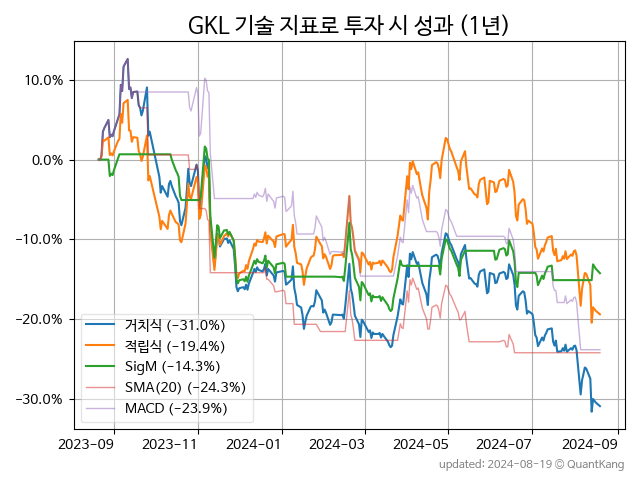 GKL 기술 지표로 투자 시 성과 (1년)
10.0%
0.0%
−10.0%
−20.0%
−30.0%
거치식 (−31.0%)
적립식 (−19.4%)
SigM (−14.3%)
SMA(20) (−24.3%)
MACD (−23.9%)
2023-09 2023-11 2024-01 2024-03 2024-05 2024-07 2024-09
updated: 2024-08-19 © QuantKang